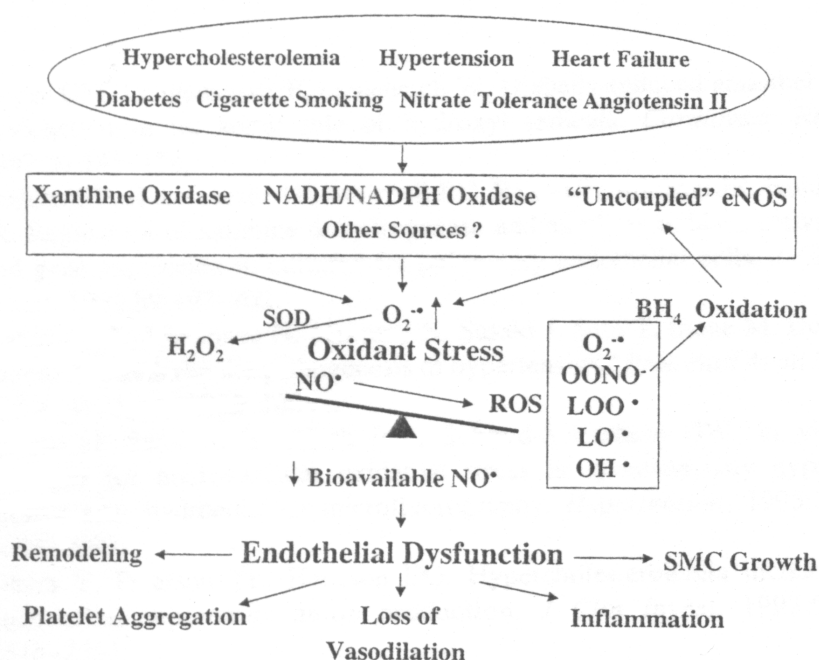 Hypercholesterolemia Hypertension Heart Failure
Diabetes Cigarette Smoking Nitrate Tolerance Angiotensin II
Xanthine Oxidase NADH/NADPH Oxidase "Uncoupled" eNOS
Other Sources ?
SOD O₂⁻• BH₄ Oxidation
H₂O₂ Oxidant Stress O₂⁻•
NO• OONO⁻
ROS LOO •
LO •
OH •
Bioavailable NO•
Remodeling Endothelial Dysfunction SMC Growth
Platelet Aggregation Loss of Inflammation
Vasodilation